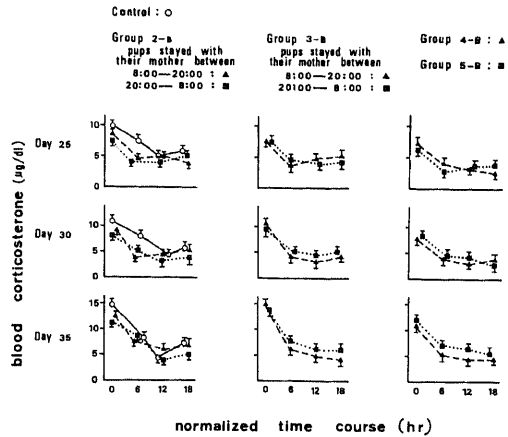 Control : ○
Group 2-B
pups stayed with
their mother between
8:00—20:00 : ▲
20:00—8:00 : ■
Group 3-B
pups stayed with
their mother between
8:00—20:00 : ▲
20:00—8:00 : ■
Group 4-B : ▲
Group 5-B : ■
blood corticosterone (μg/dl)
Day 25
10
5
0
Day 30
10
5
0
Day 35
15
10
5
0
0 6 12 18
0 6 12 18
0 6 12 18
normalized time course (hr)